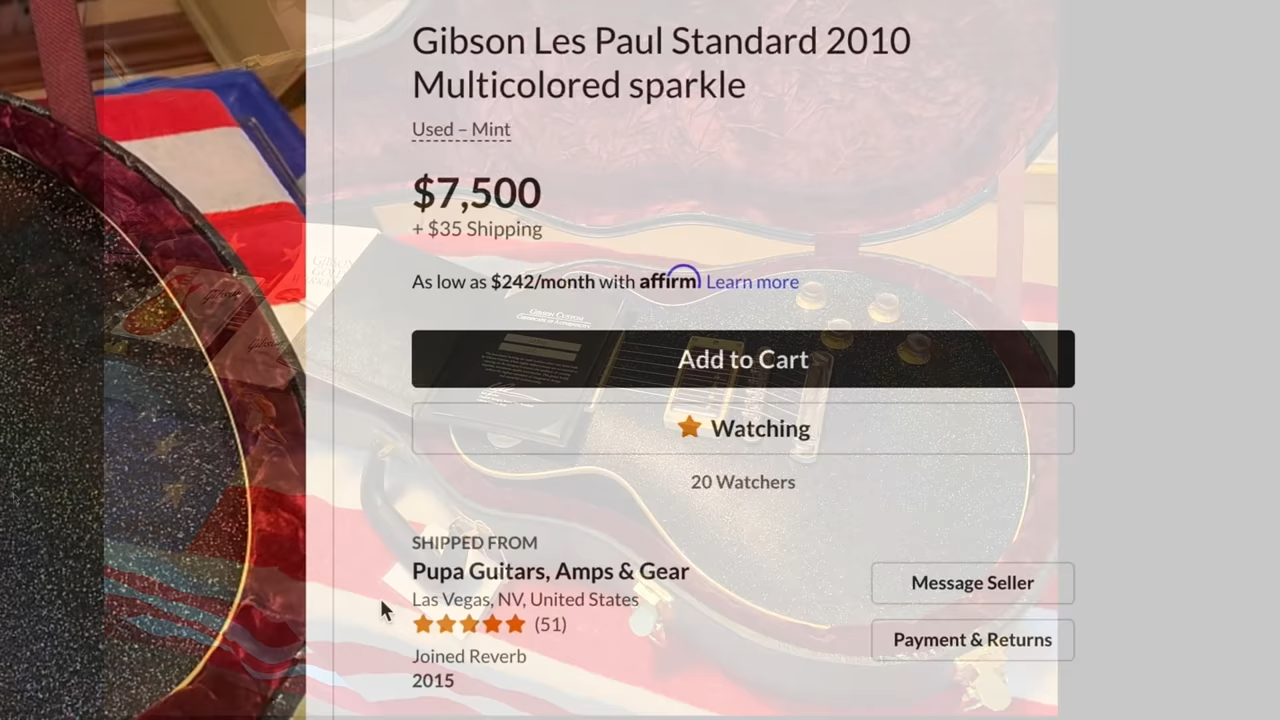 Gibson Les Paul Standard 2010
Multicolored sparkle
Used – Mint
$7,500
+ $35 Shipping
As low as $242/month with affirm Learn more
Add to Cart
Watching
20 Watchers
SHIPPED FROM
Pupa Guitars, Amps & Gear
Las Vegas, NV, United States
(51)
Joined Reverb
2015
Message Seller
Payment & Returns